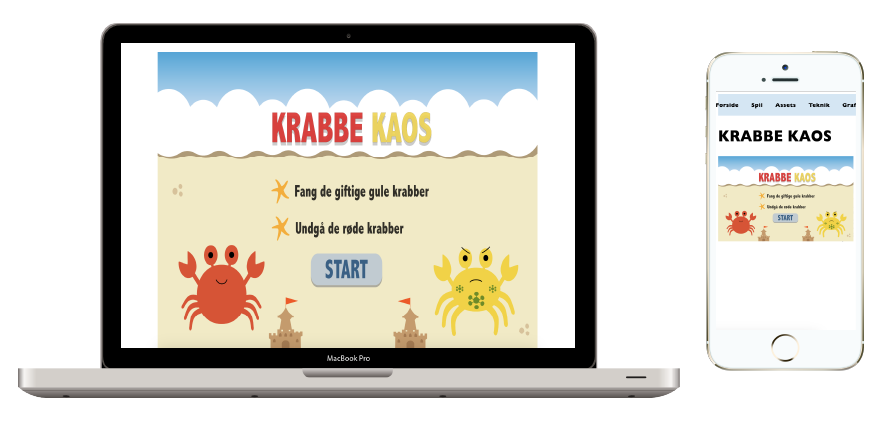 KRABBE KAOS
Fang de giftige gule krabber
Undgå de røde krabber
START
MacBook Pro
Forside Spil Assets Teknik Graf
KRABBE KAOS
KRABBE KAOS
Fang de giftige gule krabber
Undgå de røde krabber
START